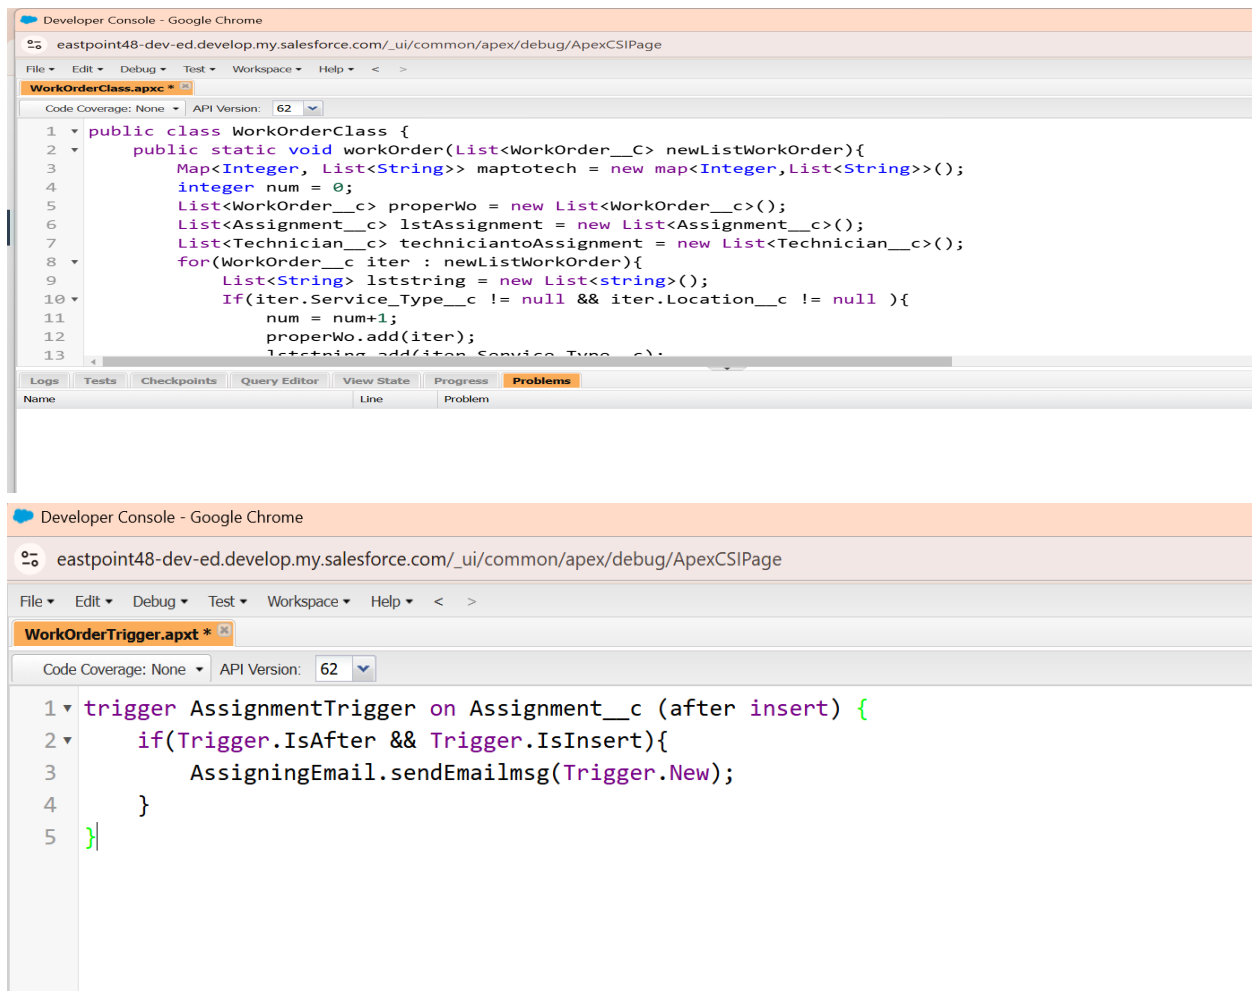 Developer Console - Google Chrome
eastpoint48-dev-ed.develop.my.salesforce.com/_ui/common/apex/debug/ApexCSIPage
File Edit Debug Test Workspace Help < >
WorkOrderClass.apxc *
Code Coverage: None API Version: 62
1 public class WorkOrderClass {
2 public static void workOrder(List<WorkOrder__C> newListWorkOrder){
3 Map<Integer, List<String>> maptotech = new map<Integer,List<String>>();
4 integer num = 0;
5 List<WorkOrder__c> properWo = new List<WorkOrder__c>();
6 List<Assignment__c> lstAssignment = new List<Assignment__c>();
7 List<Technician__c> techniciantoAssignment = new List<Technician__c>();
8 for(WorkOrder__c iter : newListWorkOrder){
9 List<String> lststring = new List<string>();
10 If(iter.Service_Type__c != null && iter.Location__c != null ){
11 num = num+1;
12 properWo.add(iter);
13 lststring.add(iter.Service_Type__c);
Logs Tests Checkpoints Query Editor View State Progress Problems
Name Line Problem
Developer Console - Google Chrome
eastpoint48-dev-ed.develop.my.salesforce.com/_ui/common/apex/debug/ApexCSIPage
File Edit Debug Test Workspace Help < >
WorkOrderTrigger.apxt *
Code Coverage: None API Version: 62
1 trigger AssignmentTrigger on Assignment__c (after insert) {
2 if(Trigger.IsAfter && Trigger.IsInsert){
3 AssigningEmail.sendEmailmsg(Trigger.New);
4 }
5 }